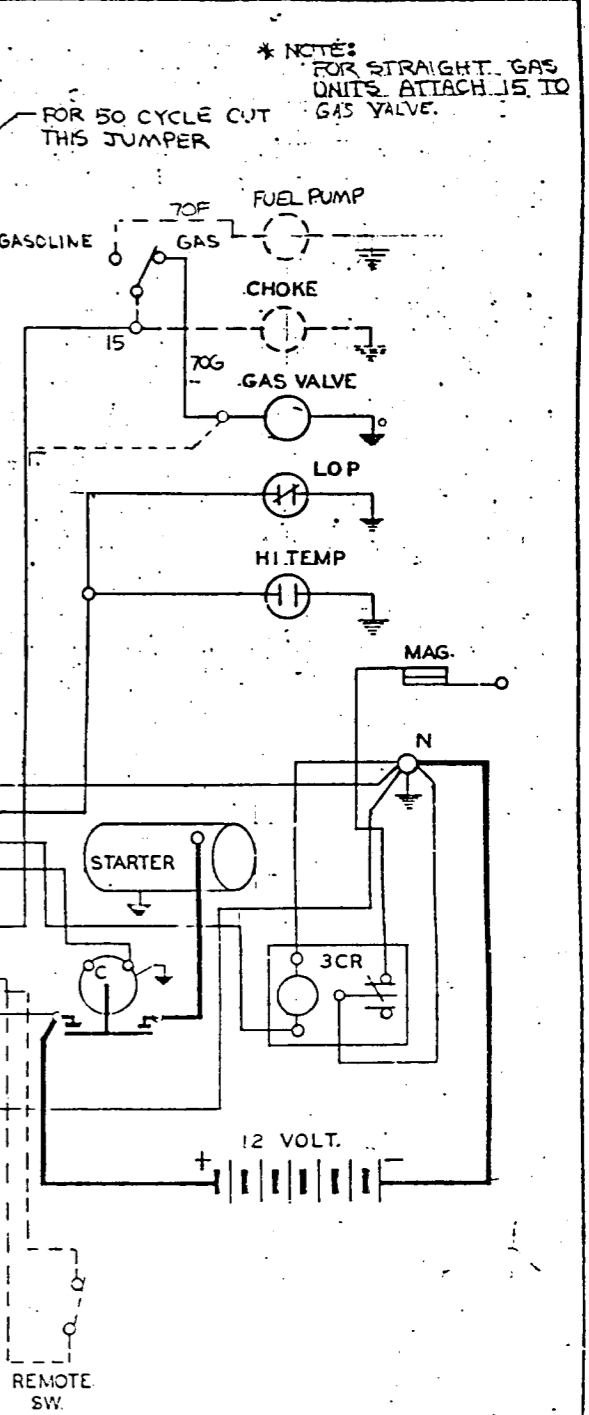 * NOTE:
FOR STRAIGHT GAS
UNITS ATTACH 15 TO
GAS VALVE.
FOR 50 CYCLE CUT
THIS JUMPER
FUEL PUMP
70F
GASOLINE
GAS
CHOKE
15
70G
GAS VALVE
LOP
HI.TEMP
MAG.
N
STARTER
3CR
C
12 VOLT.
+
−
REMOTE
SW.